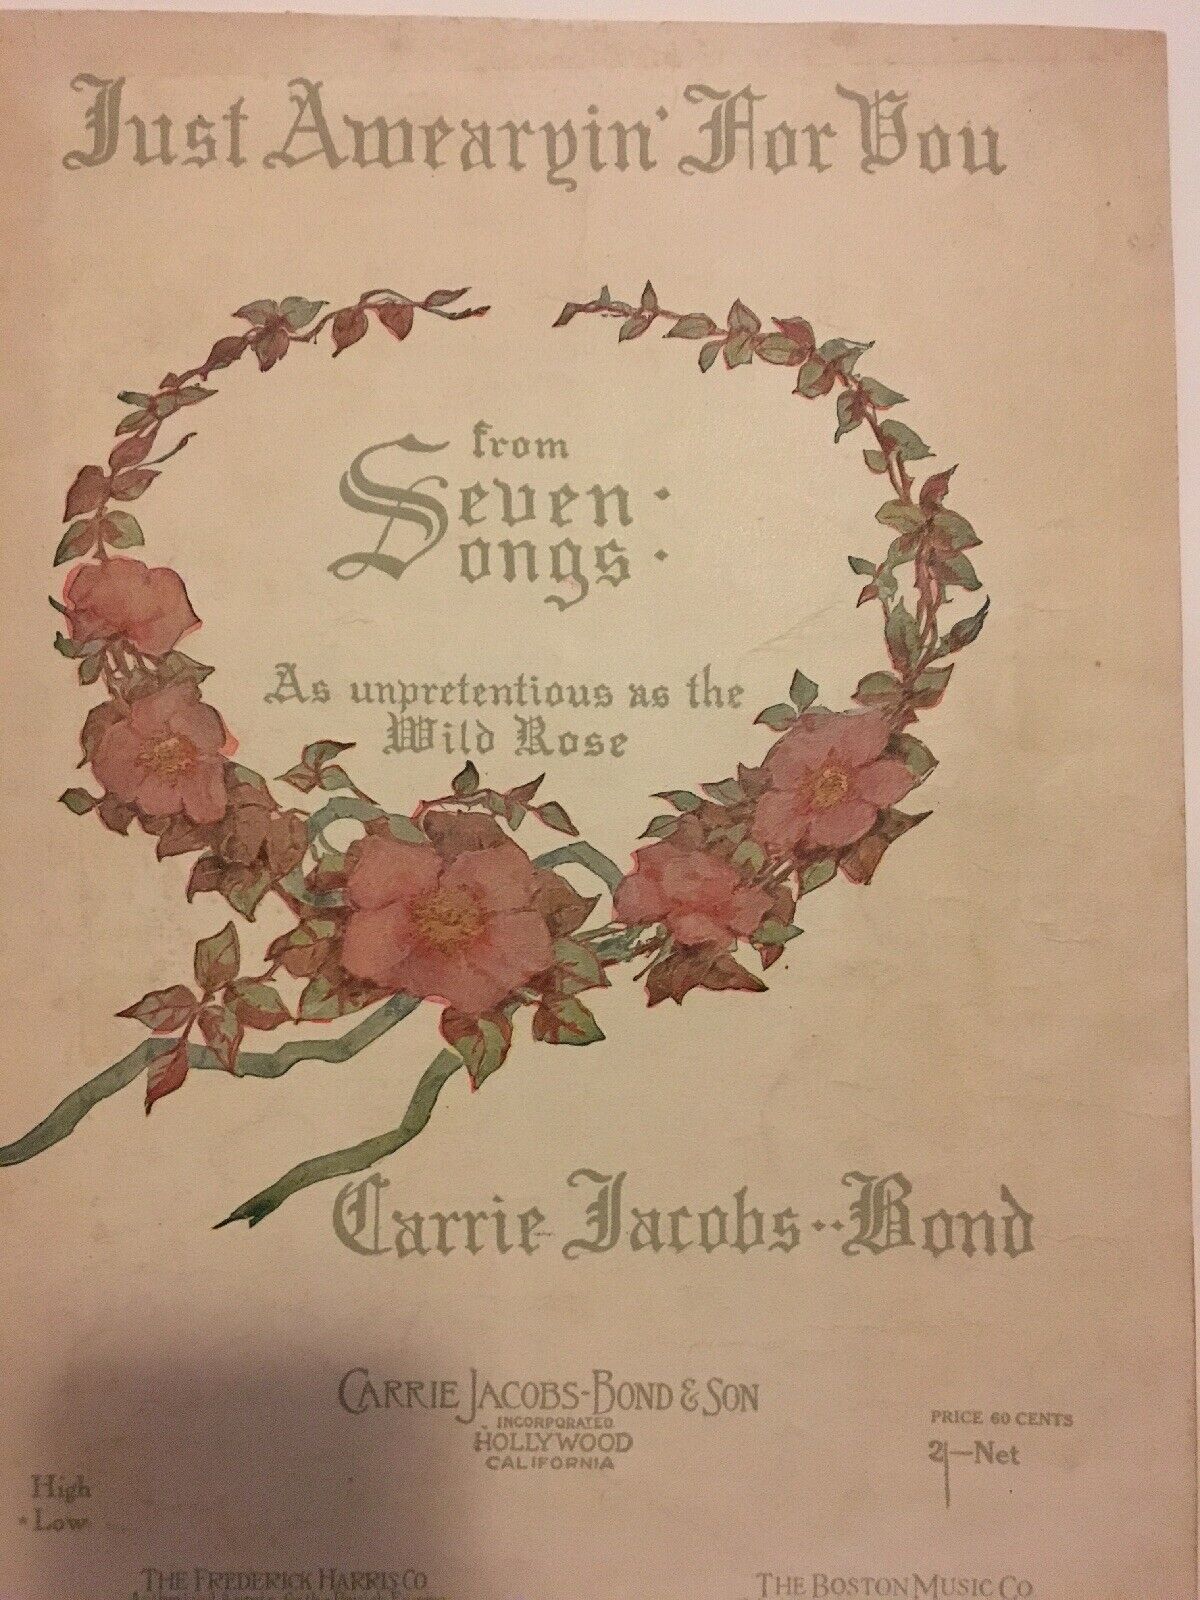 Just Awearyin' For You
from
Seven
Songs
As unpretentious as the
Wild Rose
Carrie Jacobs-Bond
CARRIE JACOBS-BOND & SON
INCORPORATED
HOLLYWOOD
CALIFORNIA
PRICE 60 CENTS
2/—Net
High
Low
THE FREDERICK HARRIS CO
THE BOSTON MUSIC CO